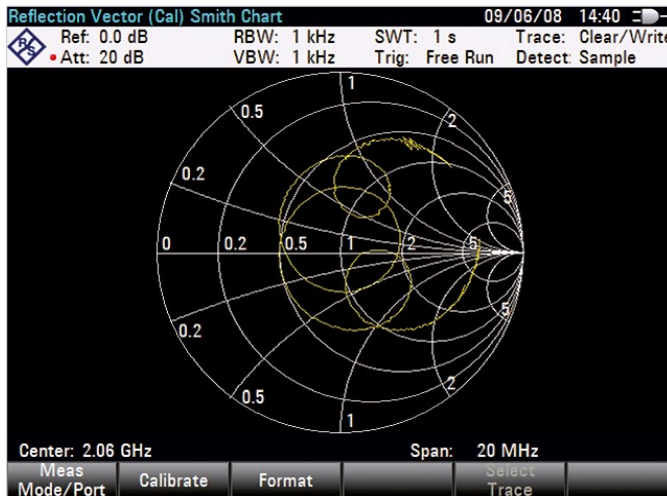 Reflection Vector (Cal) Smith Chart 09/06/08 14:40
R&S Ref: 0.0 dB RBW: 1 kHz SWT: 1 s Trace: Clear/Write
Att: 20 dB VBW: 1 kHz Trig: Free Run Detect: Sample
1
0.5 2
0.2 5
0 0.2 0.5 1 2 5
0.2 5
0.5 2
1
Center: 2.06 GHz Span: 20 MHz
Meas Mode/Port Calibrate Format Select Trace